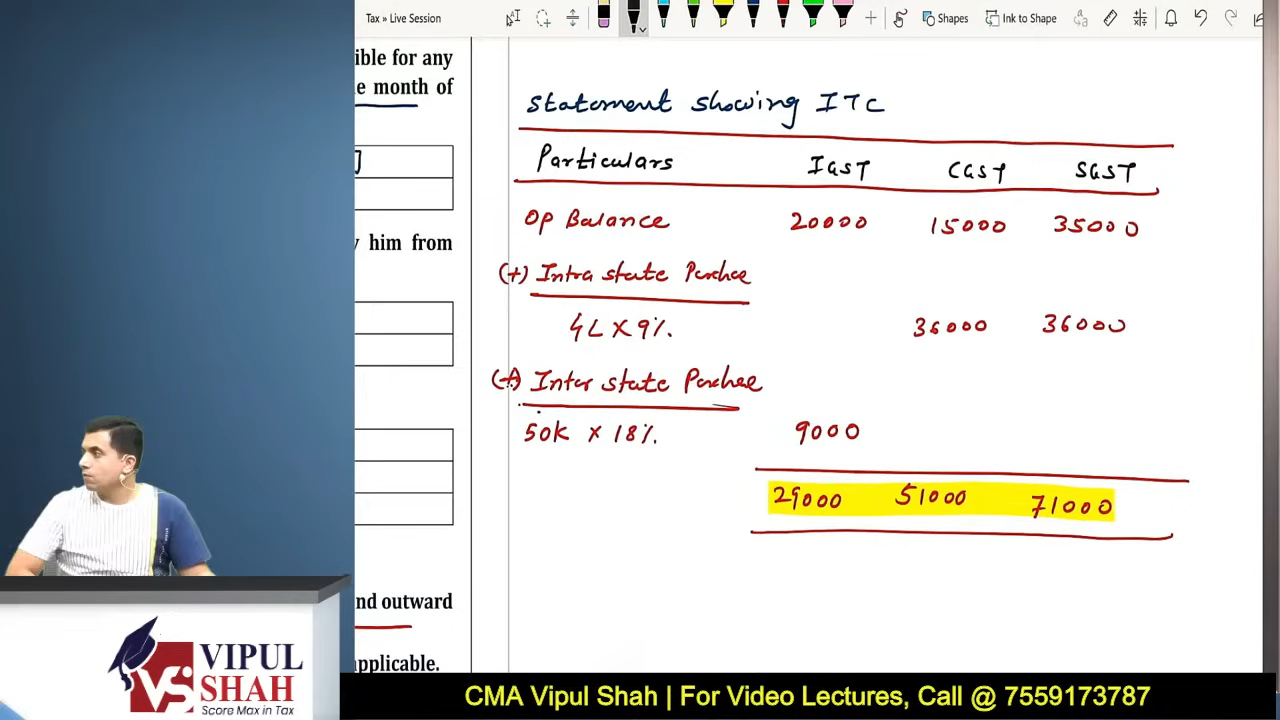 Tax » Live Session
Shapes
Ink to Shape
ible for any
e month of
him from
nd outward
applicable.
Statement showing ITC
Particulars IGST CGST SGST
Op Balance 20000 15000 35000
(+) Intra state Purchae
4L X 9%. 36000 36000
(+) Inter state Purchae
50K x 18%. 9000
29000 51000 71000
VIPUL
SHAH
Score Max in Tax
VS
CMA Vipul Shah | For Video Lectures, Call @ 7559173787